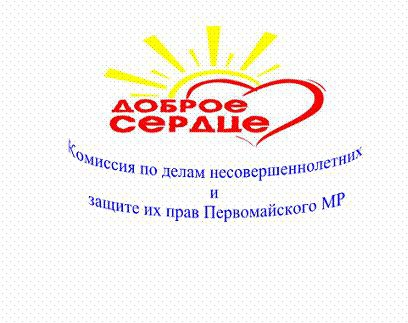 ДОБРОЕ
СЕРДЦЕ
Комиссия по делам несовершеннолетних
и
защите их прав Первомайского МР